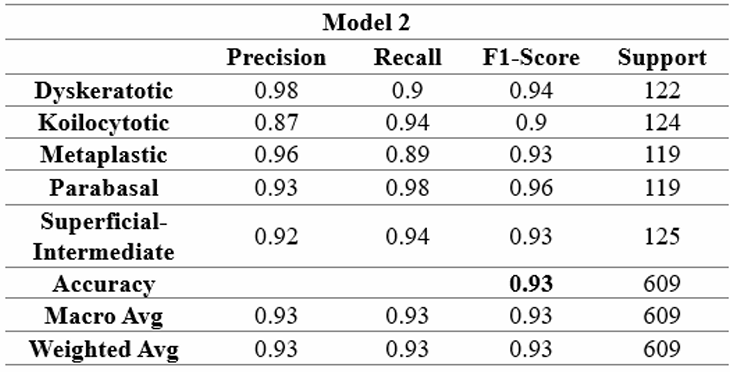 Model 2
Precision Recall F1-Score Support
Dyskeratotic 0.98 0.9 0.94 122
Koilocytotic 0.87 0.94 0.9 124
Metaplastic 0.96 0.89 0.93 119
Parabasal 0.93 0.98 0.96 119
Superficial-
Intermediate 0.92 0.94 0.93 125
Accuracy 0.93 609
Macro Avg 0.93 0.93 0.93 609
Weighted Avg 0.93 0.93 0.93 609